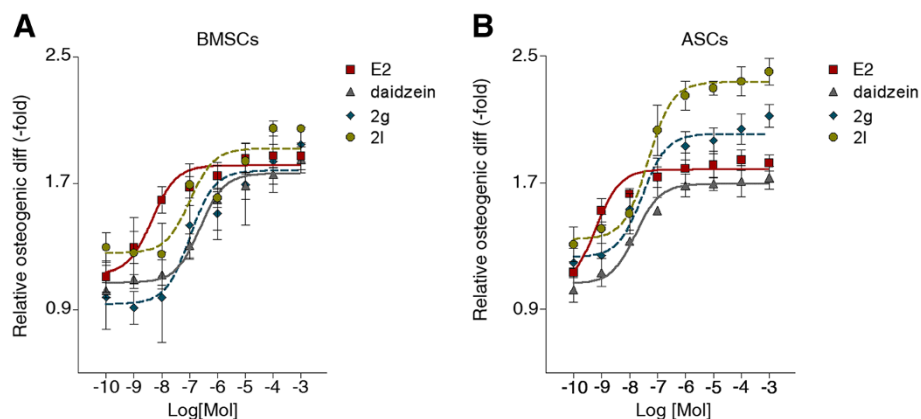 A
BMSCs
Relative osteogenic diff (-fold)
2.5
1.7
0.9
-10 -9 -8 -7 -6 -5 -4 -3
Log[Mol]
E2
daidzein
2g
2l
B
ASCs
Relative osteogenic diff (-fold)
2.5
1.7
0.9
-10 -9 -8 -7 -6 -5 -4 -3
Log[Mol]
E2
daidzein
2g
2l